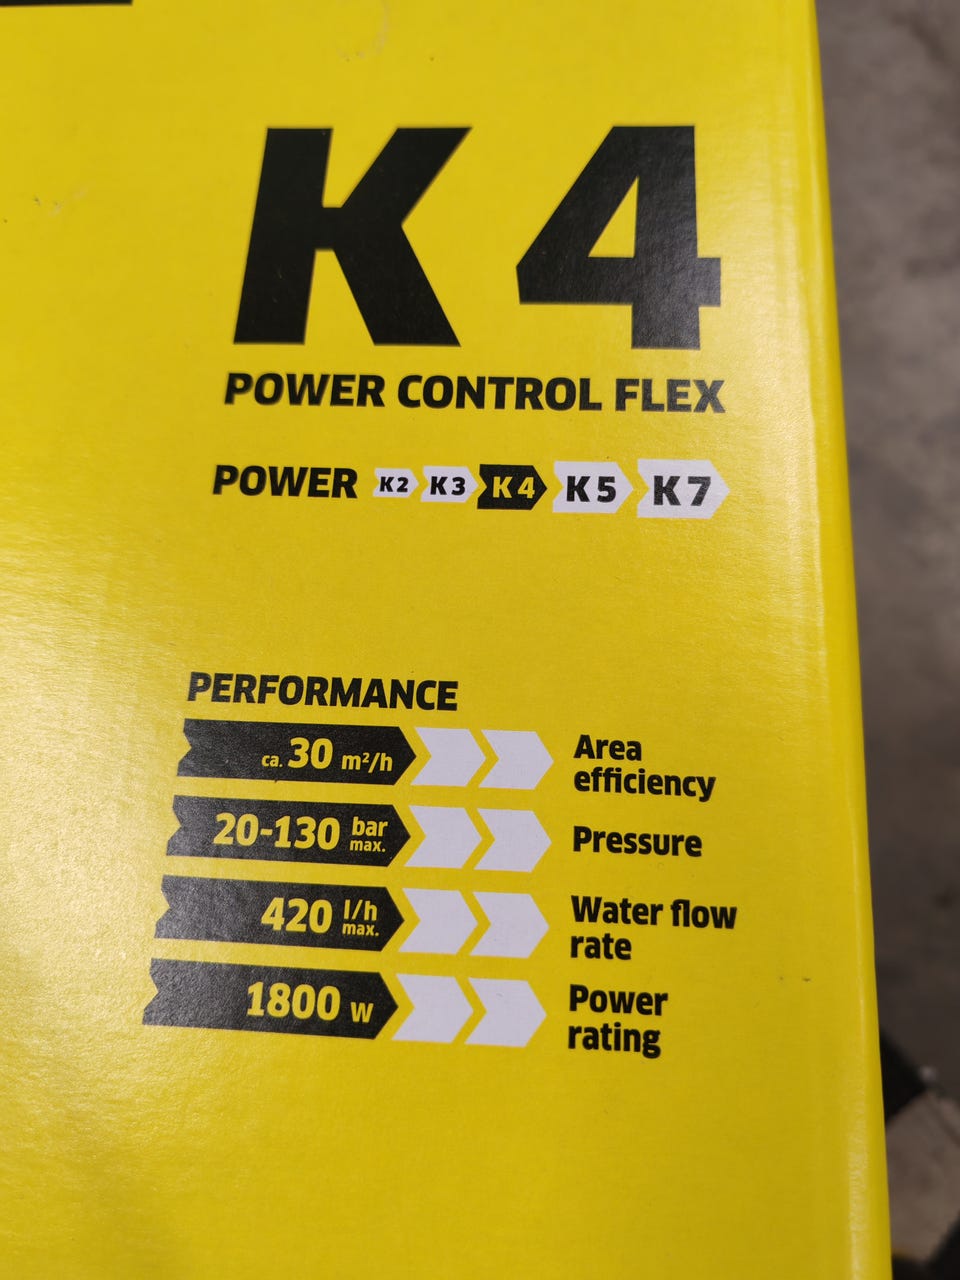 K 4
POWER CONTROL FLEX
POWER K2 K3 K4 K5 K7
PERFORMANCE
ca. 30 m²/h Area
efficiency
20-130 bar max. Pressure
420 l/h max. Water flow
rate
1800 W Power
rating